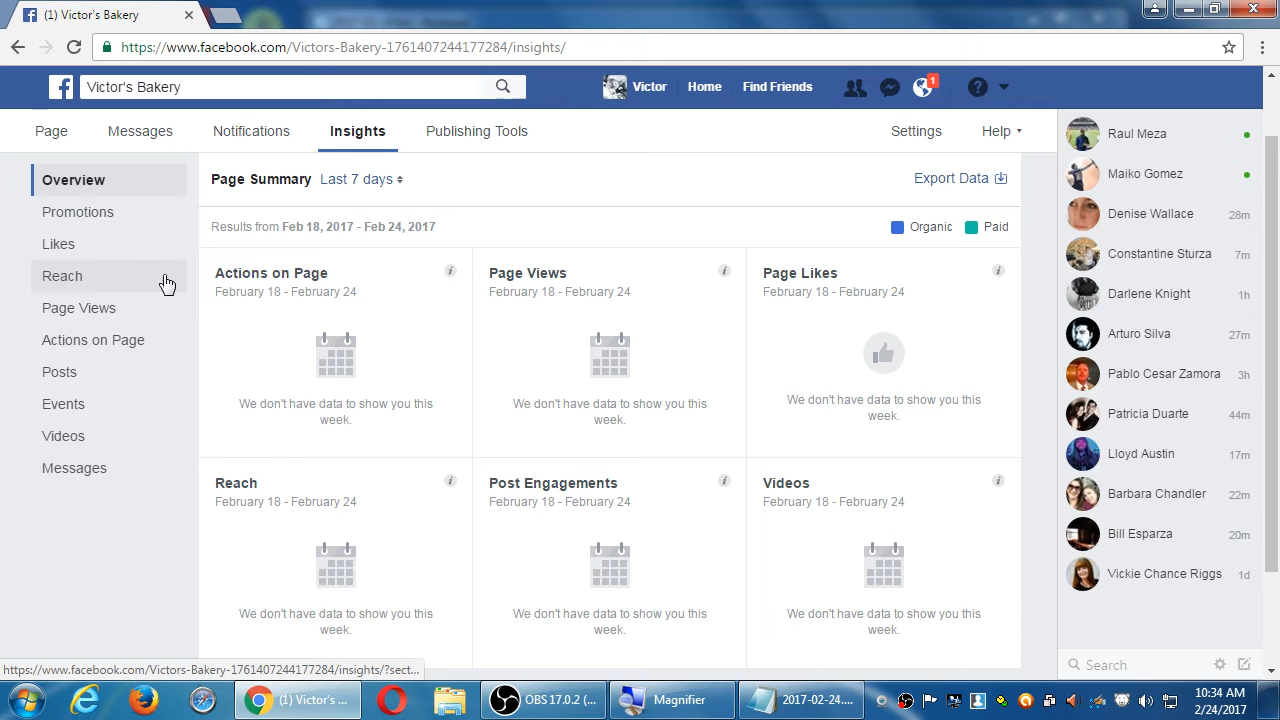 (1) Victor's Bakery
https://www.facebook.com/Victors-Bakery-1761407244177284/insights/
Victor's Bakery
Victor
Home
Find Friends
1
Page
Messages
Notifications
Insights
Publishing Tools
Settings
Help
Overview
Promotions
Likes
Reach
Page Views
Actions on Page
Posts
Events
Videos
Messages
Page Summary Last 7 days
Export Data
Results from Feb 18, 2017 - Feb 24, 2017
Organic
Paid
Actions on Page
February 18 - February 24
We don't have data to show you this
week.
Page Views
February 18 - February 24
We don't have data to show you this
week.
Page Likes
February 18 - February 24
We don't have data to show you this
week.
Reach
February 18 - February 24
We don't have data to show you this
week.
Post Engagements
February 18 - February 24
We don't have data to show you this
week.
Videos
February 18 - February 24
We don't have data to show you this
week.
Raul Meza
Maiko Gomez
Denise Wallace 28m
Constantine Sturza 7m
Darlene Knight 1h
Arturo Silva 27m
Pablo Cesar Zamora 3h
Patricia Duarte 44m
Lloyd Austin 17m
Barbara Chandler 22m
Bill Esparza 20m
Vickie Chance Riggs 1d
Search
https://www.facebook.com/Victors-Bakery-1761407244177284/insights/?sect...
(1) Victor's ...
OBS 17.0.2 (...
Magnifier
2017-02-24....
10:34 AM
2/24/2017